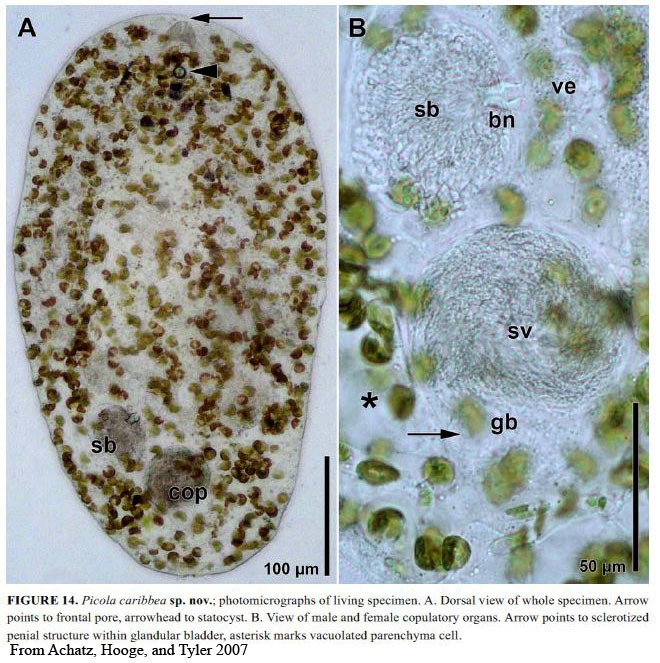 A
B
sb
ve
bn
sv
*
gb
sb
cop
100 µm
50 µm
FIGURE 14. Picola caribbea sp. nov.; photomicrographs of living specimen. A. Dorsal view of whole specimen. Arrow
points to frontal pore, arrowhead to statocyst. B. View of male and female copulatory organs. Arrow points to sclerotized
penial structure within glandular bladder, asterisk marks vacuolated parenchyma cell.
From Achatz, Hooge, and Tyler 2007